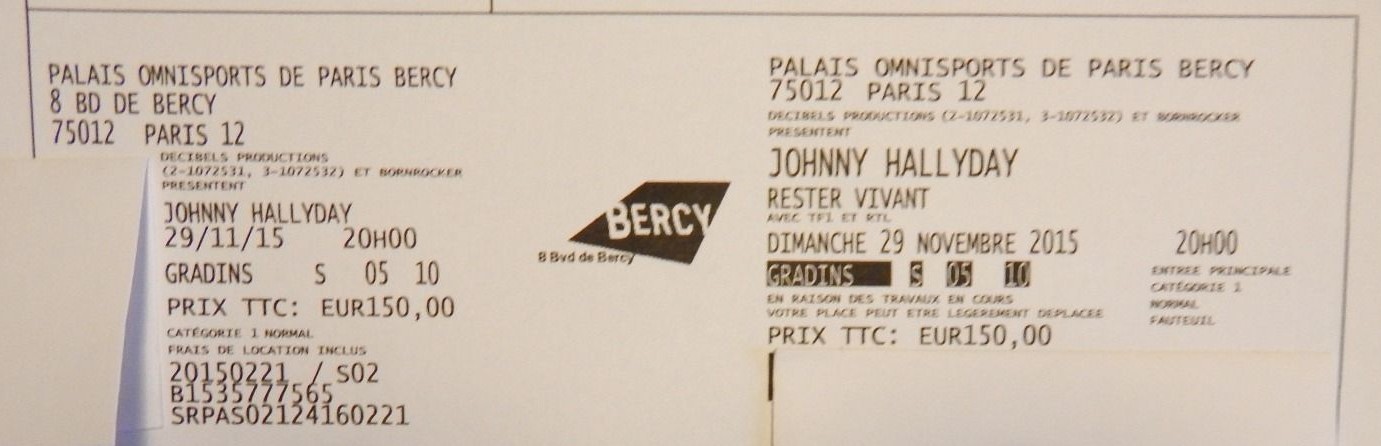 PALAIS OMNISPORTS DE PARIS BERCY
8 BD DE BERCY
75012 PARIS 12
DECIBELS PRODUCTIONS
(2-1072531, 3-1072532) ET BORNROCKER
PRESENTENT
JOHNNY HALLYDAY
29/11/15 20H00
GRADINS S 05 10
PRIX TTC: EUR150,00
CATÉGORIE 1 NORMAL
FRAIS DE LOCATION INCLUS
20150221 / S02
B1535777565
SRPAS02124160221
BERCY
8 Bvd de Bercy
PALAIS OMNISPORTS DE PARIS BERCY
75012 PARIS 12
DECIBELS PRODUCTIONS (2-1072531, 3-1072532) ET BORNROCKER
PRESENTENT
JOHNNY HALLYDAY
RESTER VIVANT
AVEC TF1 ET RTL
DIMANCHE 29 NOVEMBRE 2015 20H00
GRADINS S 05 10
EN RAISON DES TRAVAUX EN COURS
VOTRE PLACE PEUT ETRE LEGEREMENT DEPLACEE
PRIX TTC: EUR150,00
ENTREE PRINCIPALE
CATÉGORIE 1
NORMAL
FAUTEUIL